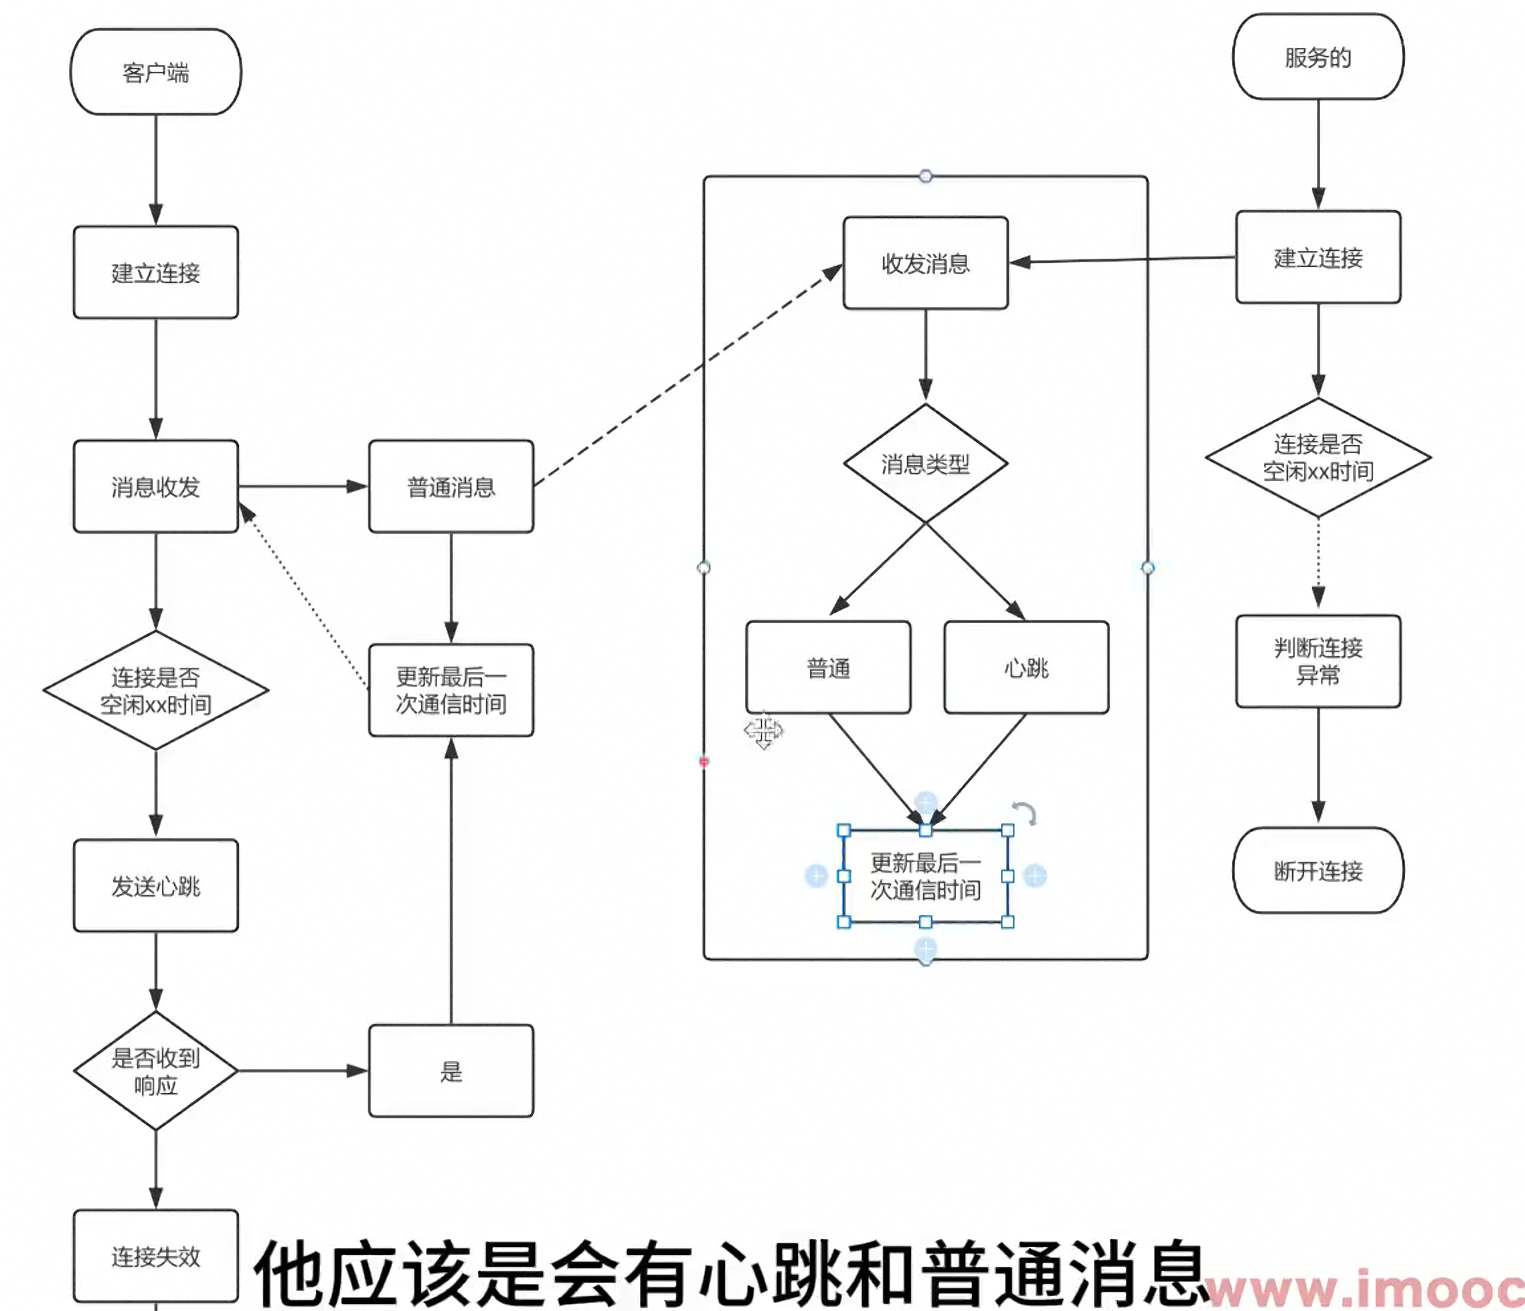 客户端
建立连接
消息收发
普通消息
连接是否
空闲xx时间
更新最后一
次通信时间
发送心跳
是否收到
响应
是
连接失效
收发消息
消息类型
普通
心跳
更新最后一
次通信时间
服务的
建立连接
连接是否
空闲xx时间
判断连接
异常
断开连接
他应该是会有心跳和普通消息
www.imooc